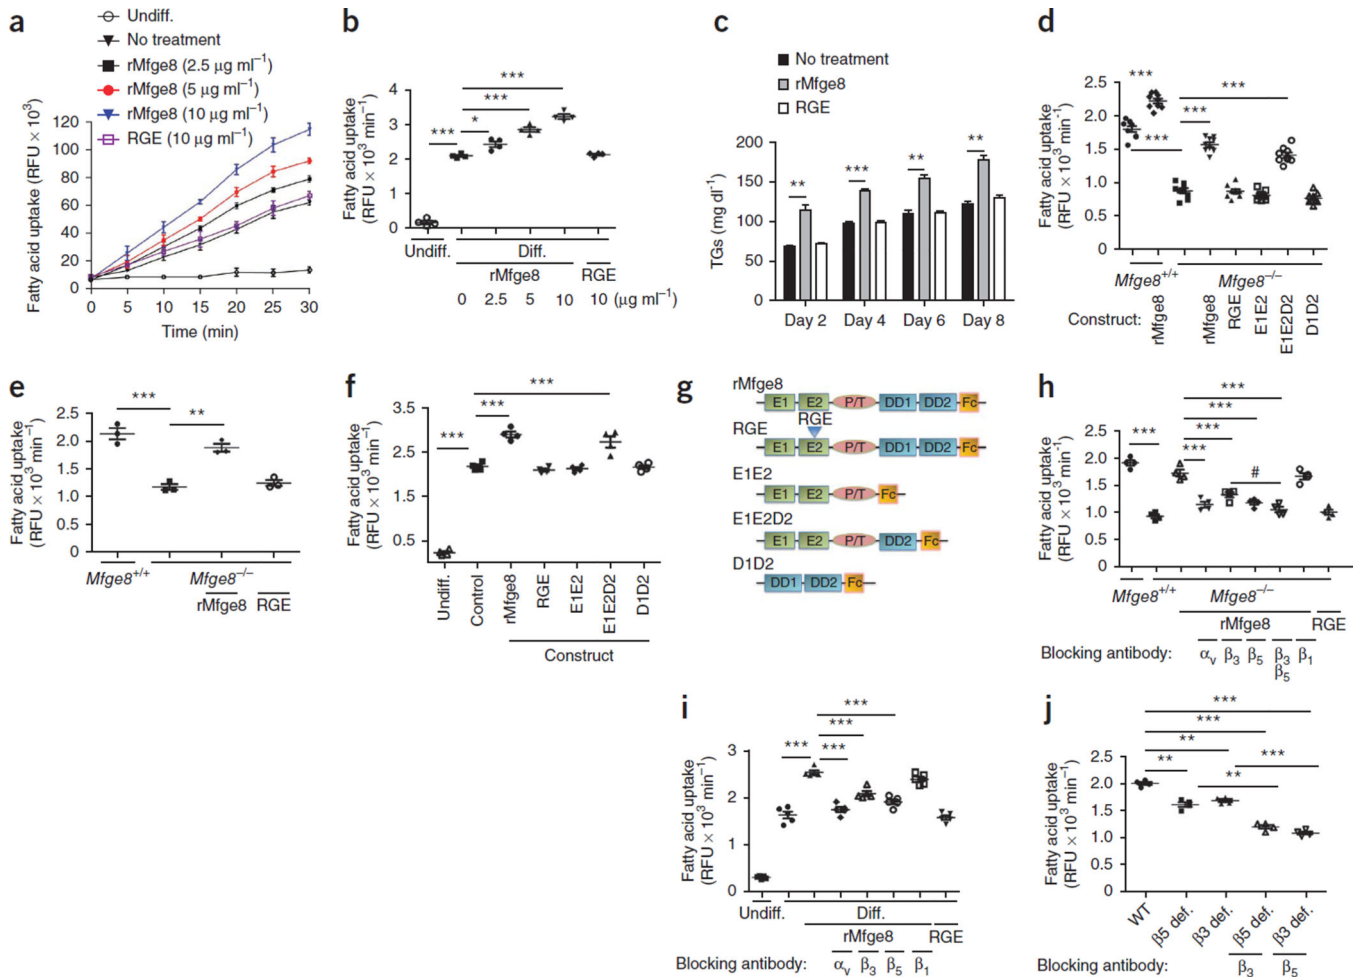 a
Undiff.
No treatment
rMfge8 (2.5 μg ml⁻¹)
rMfge8 (5 μg ml⁻¹)
rMfge8 (10 μg ml⁻¹)
RGE (10 μg ml⁻¹)
Fatty acid uptake (RFU × 10³)
120
100
80
60
40
20
0
0 5 10 15 20 25 30
Time (min)
b
Fatty acid uptake
(RFU × 10³ min⁻¹)
4
3
2
1
0
***
***
*
***
Undiff. Diff.
rMfge8 RGE
0 2.5 5 10 10 (μg ml⁻¹)
c
No treatment
rMfge8
RGE
TGs (mg dl⁻¹)
200
150
100
50
0
** *** ** **
Day 2 Day 4 Day 6 Day 8
d
Fatty acid uptake
(RFU × 10³ min⁻¹)
2.5
2.0
1.5
1.0
0
*** ***
***
***
Mfge8⁺/⁺ Mfge8⁻/⁻
Construct: rMfge8 rMfge8 RGE E1E2 E1E2D2 D1D2
e
Fatty acid uptake
(RFU × 10³ min⁻¹)
2.5
2.0
1.5
1.0
0
*** **
Mfge8⁺/⁺ Mfge8⁻/⁻
rMfge8 RGE
f
Fatty acid uptake
(RFU × 10³ min⁻¹)
3.5
2.5
1.5
0.5
0
***
***
***
Undiff. Control rMfge8 RGE E1E2 E1E2D2 D1D2
Construct
g
rMfge8
E1 E2 P/T DD1 DD2 Fc
RGE
RGE
E1 E2 P/T DD1 DD2 Fc
E1E2
E1 E2 P/T Fc
E1E2D2
E1 E2 P/T DD2 Fc
D1D2
DD1 DD2 Fc
h
Fatty acid uptake
(RFU × 10³ min⁻¹)
2.5
2.0
1.5
1.0
0
***
***
***
*** ***
#
Mfge8⁺/⁺ Mfge8⁻/⁻
rMfge8 RGE
Blocking antibody: αv β3 β5 β3 β1
β5
i
Fatty acid uptake
(RFU × 10³ min⁻¹)
3
2
1
0
***
***
*** ***
Undiff. Diff.
rMfge8 RGE
Blocking antibody: αv β3 β5 β1
j
Fatty acid uptake
(RFU × 10³ min⁻¹)
2.5
2.0
1.5
1.0
0
***
***
** ***
** **
WT β5 def. β3 def. β5 def. β3 def.
Blocking antibody: β3 β5